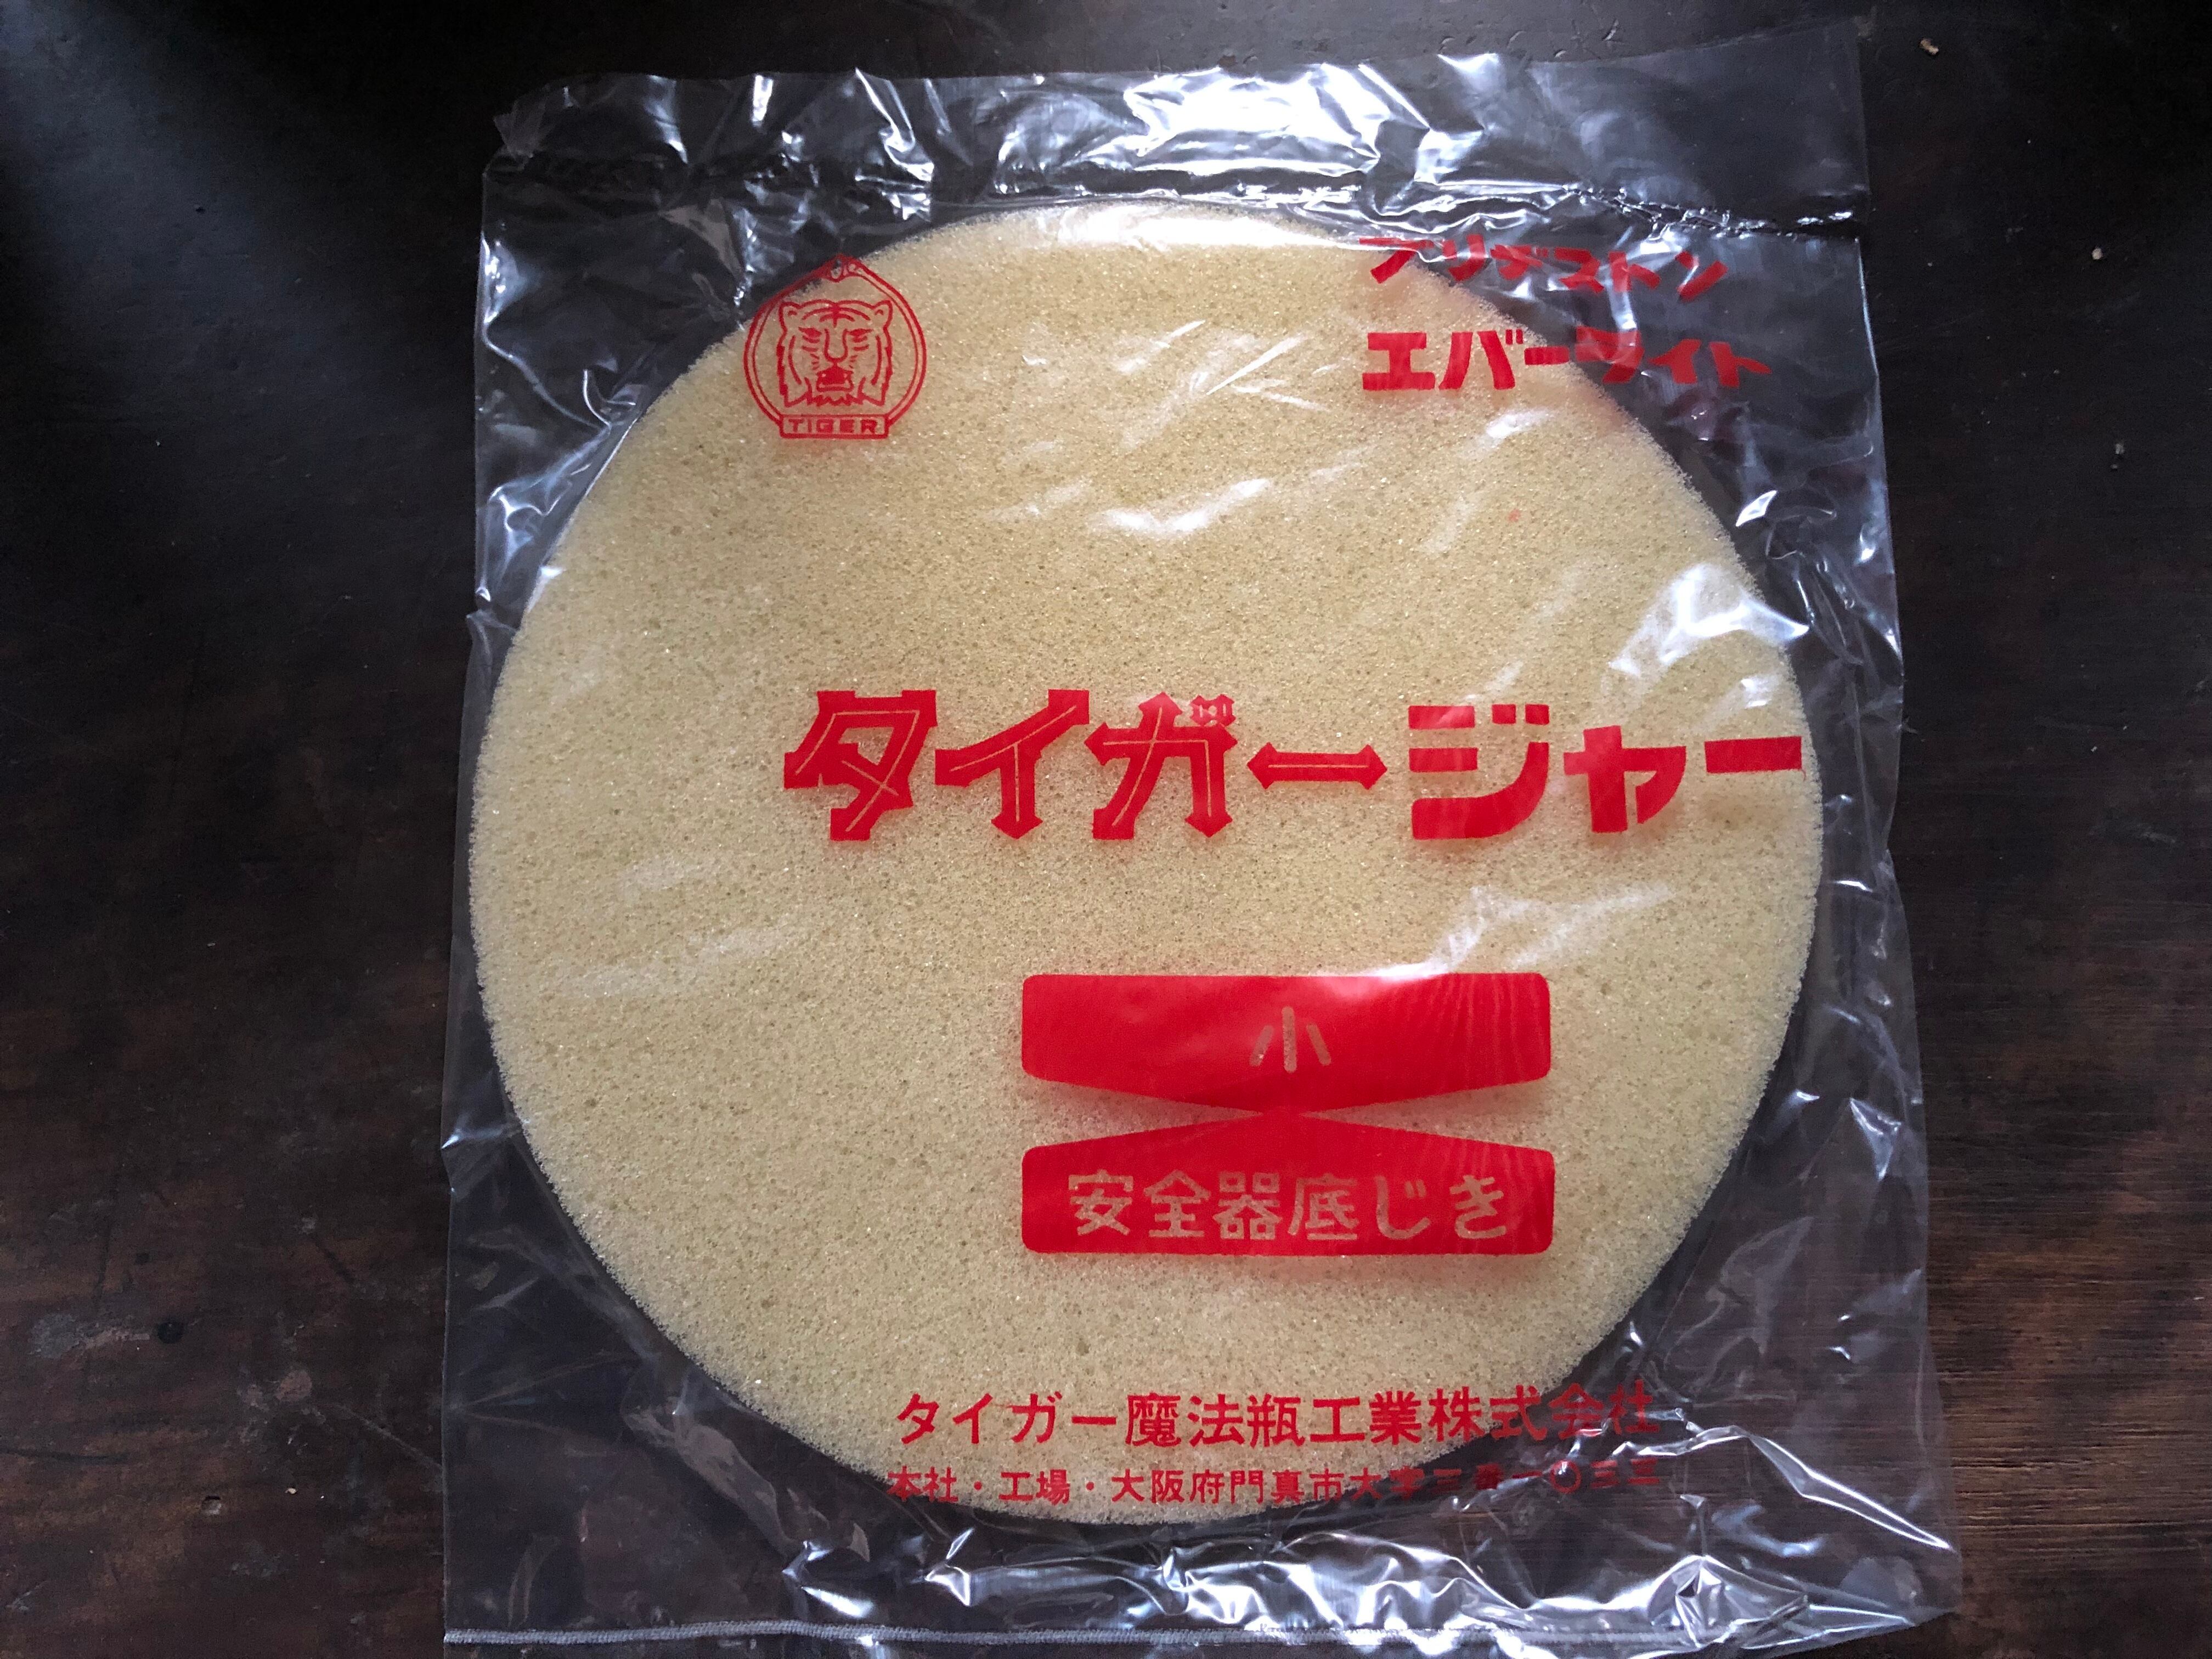 TIGER
ブリヂストン
エバーライト
タイガージャー
小
安全器底じき
タイガー魔法瓶工業株式会社
本社・工場・大阪府門真市大字三番一〇三三